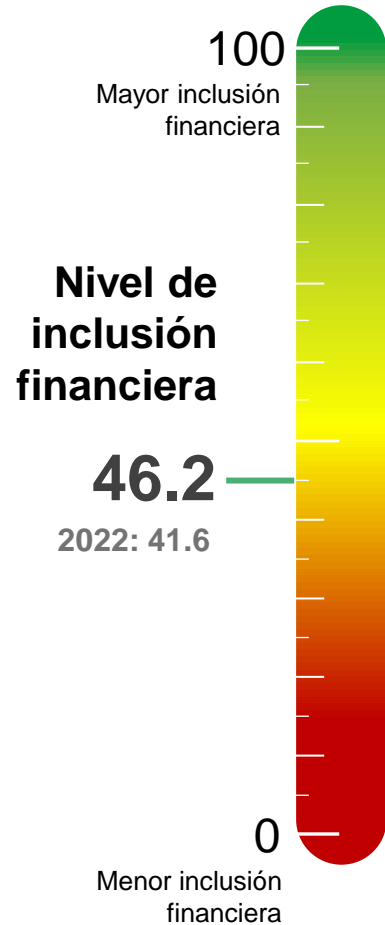 100
Mayor inclusión
financiera
Nivel de
inclusión
financiera
46.2
2022: 41.6
0
Menor inclusión
financiera